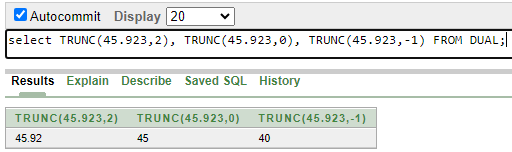 Autocommit Display 20
select TRUNC(45.923,2), TRUNC(45.923,0), TRUNC(45.923,-1) FROM DUAL;
Results Explain Describe Saved SQL History
TRUNC(45.923,2) TRUNC(45.923,0) TRUNC(45.923,-1)
45.92 45 40